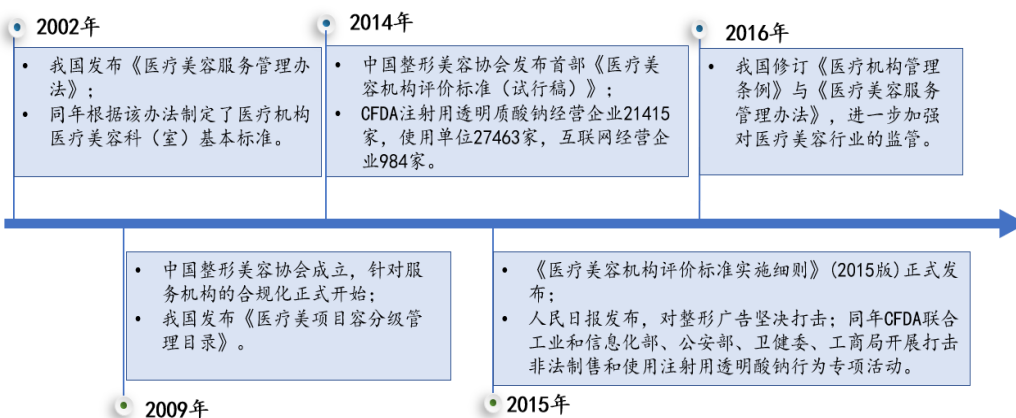 2002年
• 我国发布《医疗美容服务管理办
法》；
• 同年根据该办法制定了医疗机构
医疗美容科（室）基本标准。
2014年
• 中国整形美容协会发布首部《医疗美
容机构评价标准（试行稿）》；
• CFDA注射用透明质酸钠经营企业21415
家，使用单位27463家，互联网经营企
业984家。
2016年
• 我国修订《医疗机构管理
条例》与《医疗美容服务
管理办法》，进一步加强
对医疗美容行业的监管。
• 中国整形美容协会成立，针对服
务机构的合规化正式开始；
• 我国发布《医疗美项目容分级管
理目录》。
2009年
• 《医疗美容机构评价标准实施细则》(2015版)正式发
布；
• 人民日报发布，对整形广告坚决打击；同年CFDA联合
工业和信息化部、公安部、卫健委、工商局开展打击
非法制售和使用注射用透明酸钠行为专项活动。
2015年